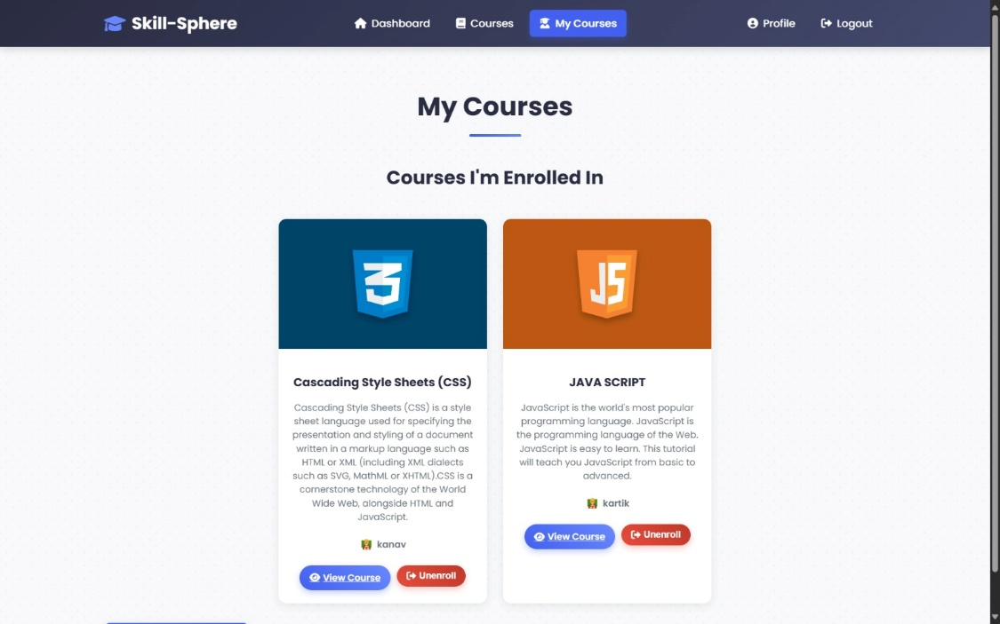 Skill-Sphere
Dashboard
Courses
My Courses
Profile
Logout
My Courses
Courses I'm Enrolled In
3
JS
Cascading Style Sheets (CSS)
Cascading Style Sheets (CSS) is a style
sheet language used for specifying the
presentation and styling of a document
written in a markup language such as
HTML or XML (including XML dialects
such as SVG, MathML or XHTML).CSS is a
cornerstone technology of the World
Wide Web, alongside HTML and
JavaScript.
kanav
View Course
Unenroll
JAVA SCRIPT
JavaScript is the world's most popular
programming language. JavaScript is
the programming language of the Web.
JavaScript is easy to learn. This tutorial
will teach you JavaScript from basic to
advanced.
kartik
View Course
Unenroll